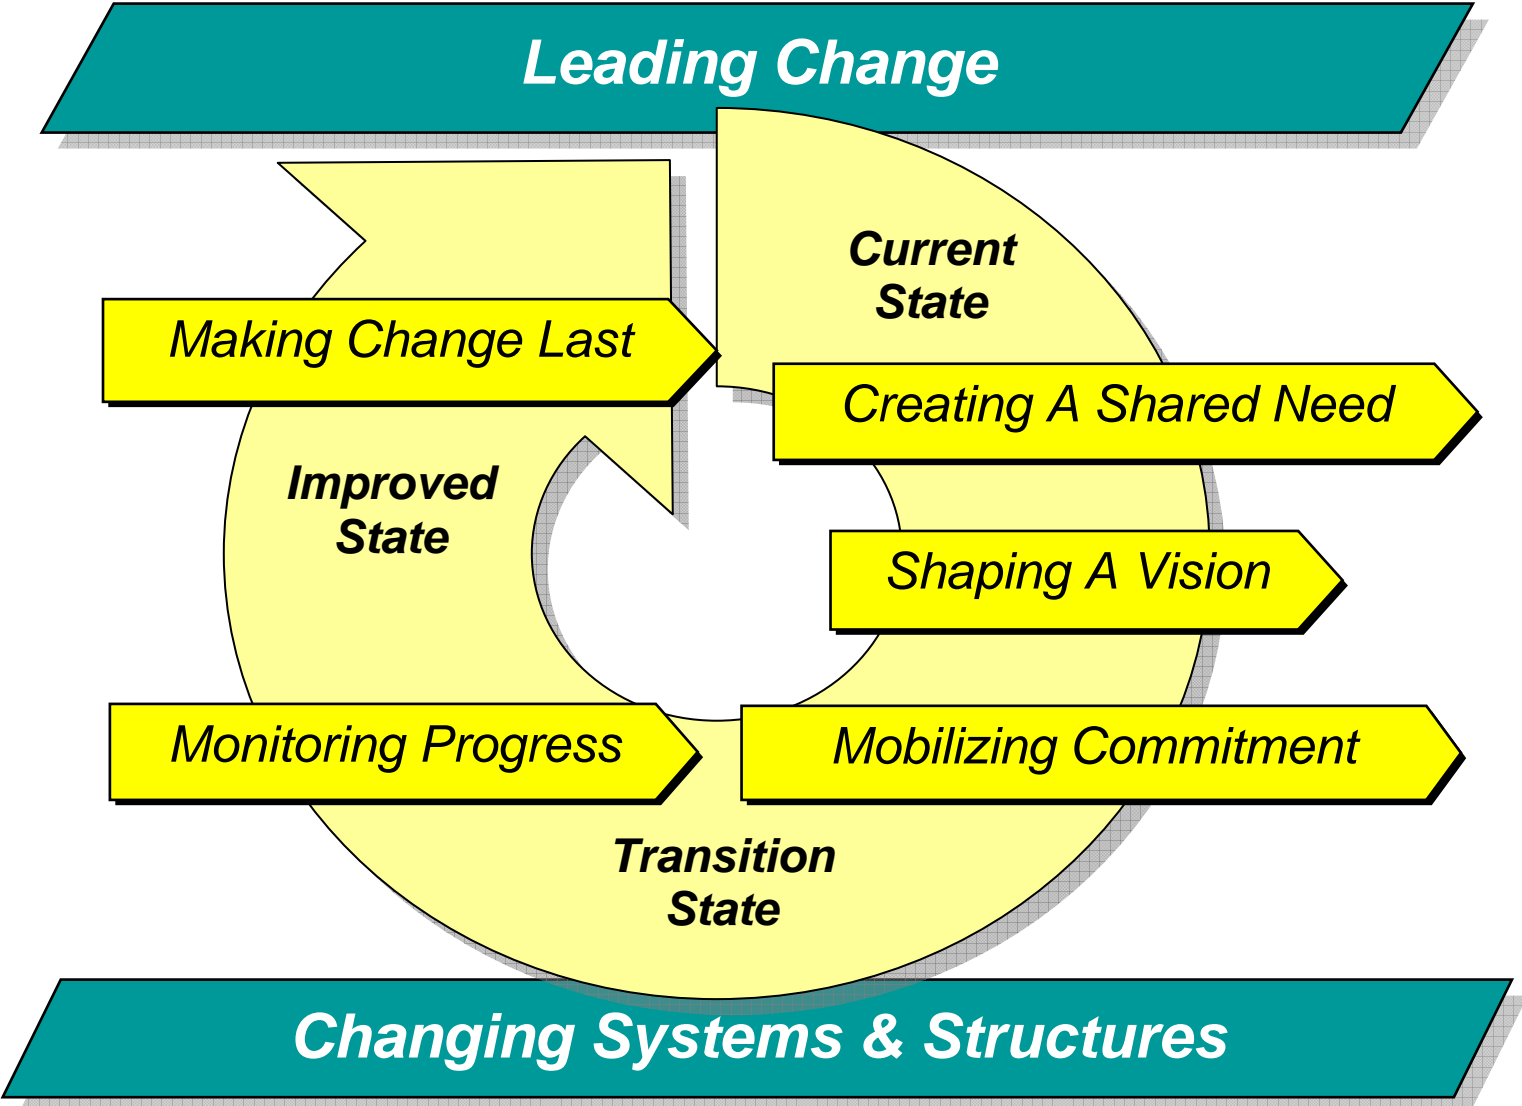 Leading Change
Current
State
Making Change Last
Creating A Shared Need
Improved
State
Shaping A Vision
Monitoring Progress
Mobilizing Commitment
Transition
State
Changing Systems & Structures